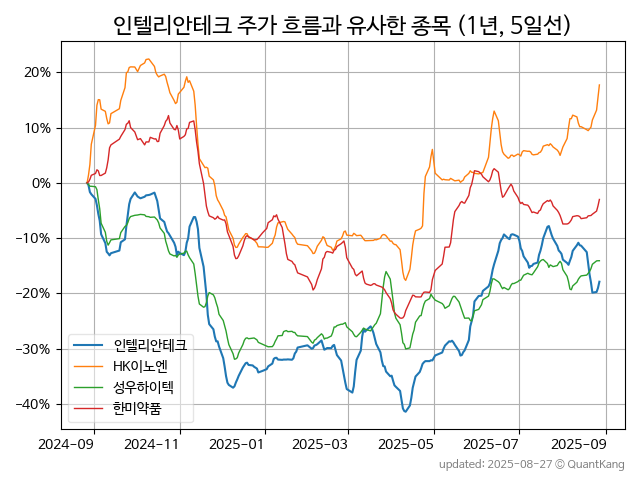 인텔리안테크 주가 흐름과 유사한 종목 (1년, 5일선)
20%
10%
0%
−10%
−20%
−30%
−40%
인텔리안테크
HK이노엔
성우하이텍
한미약품
2024-09 2024-11 2025-01 2025-03 2025-05 2025-07 2025-09
updated: 2025-08-27 © QuantKang